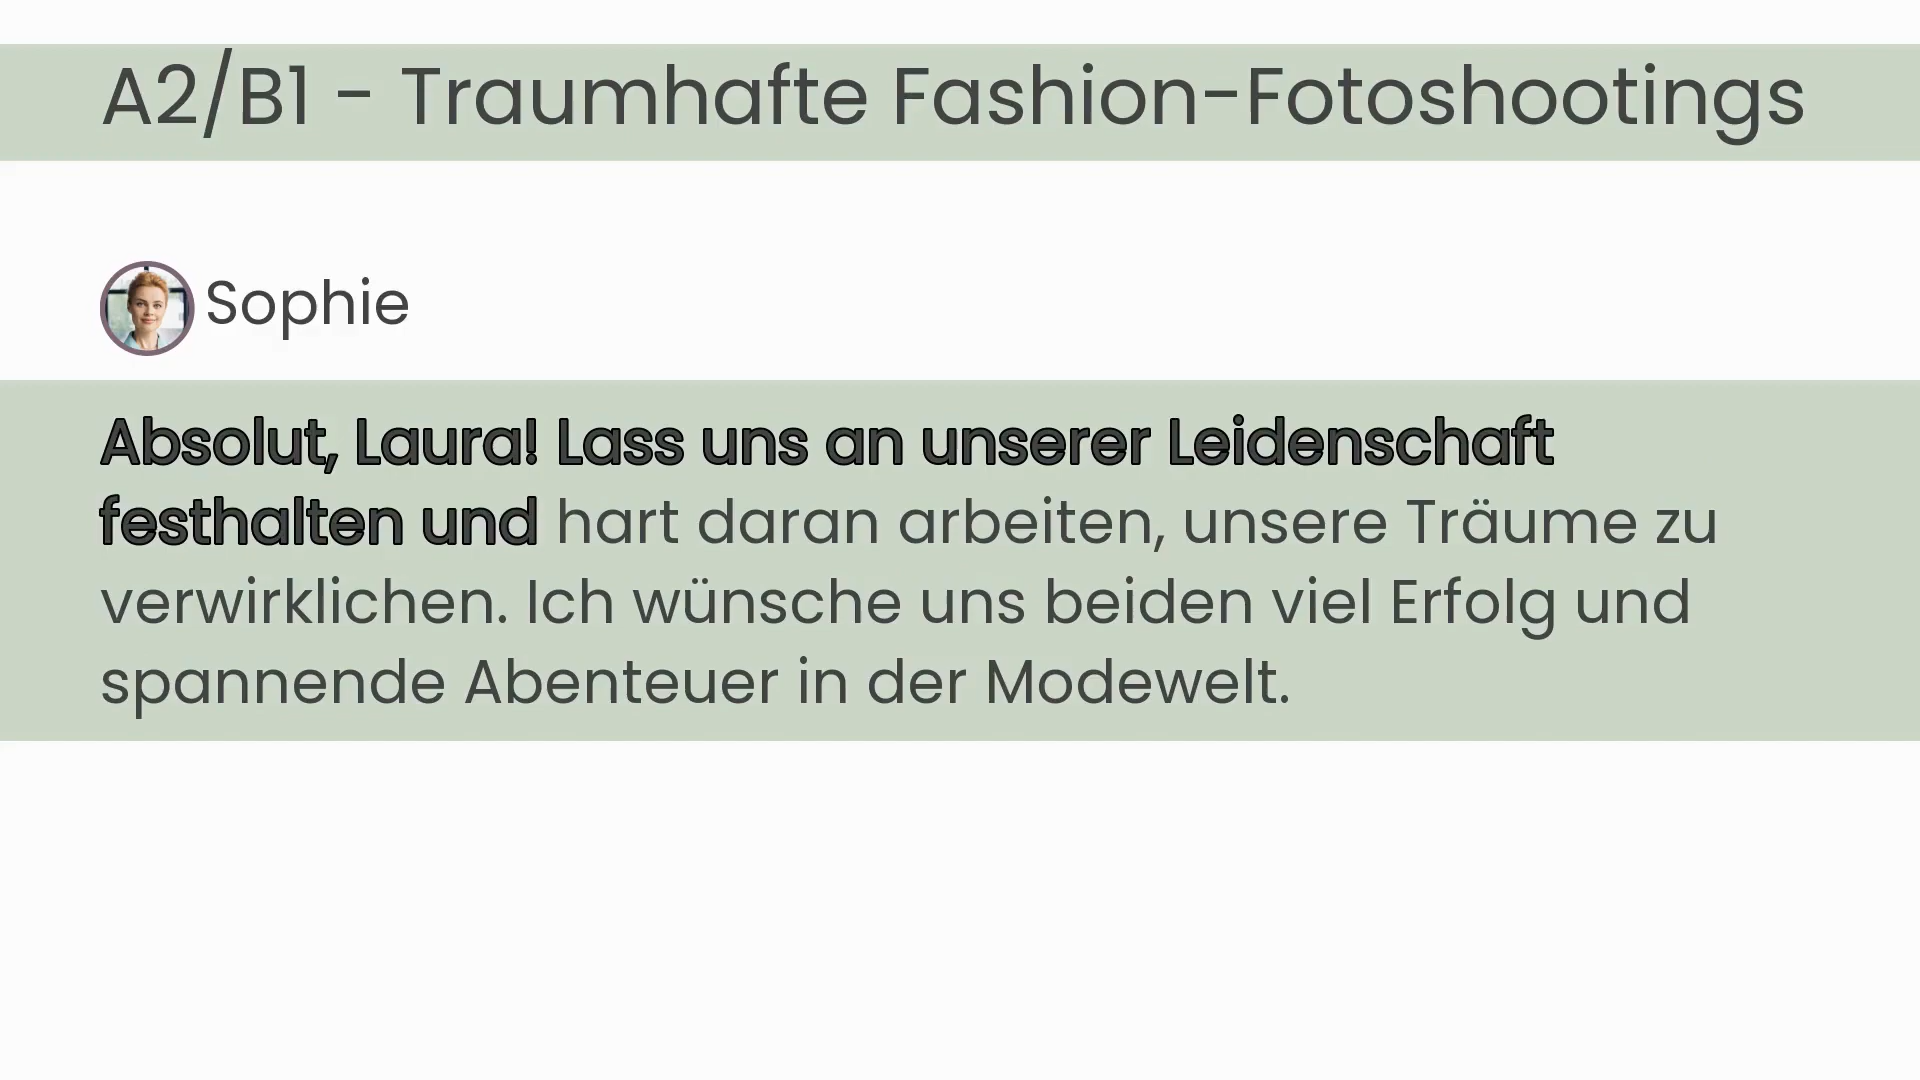 A2/B1 - Traumhafte Fashion-Fotoshootings
Sophie
Absolut, Laura! Lass uns an unserer Leidenschaft
festhalten und hart daran arbeiten, unsere Träume zu
verwirklichen. Ich wünsche uns beiden viel Erfolg und
spannende Abenteuer in der Modewelt.